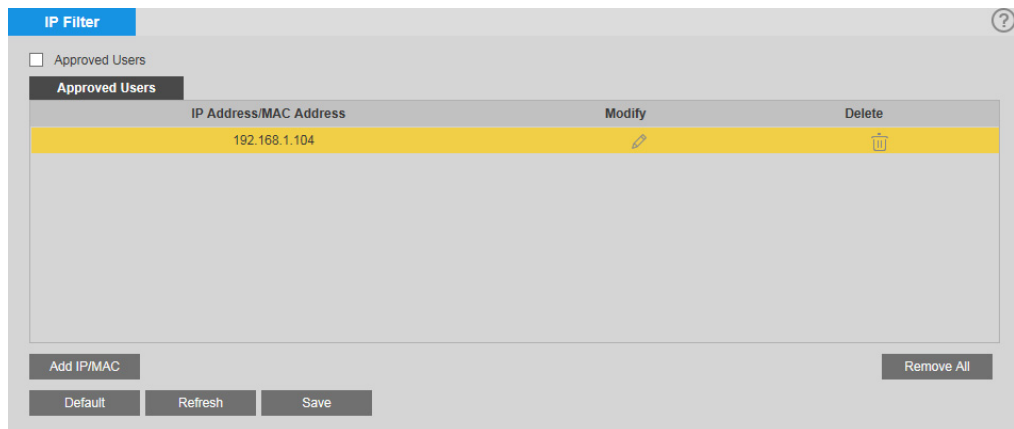 IP Filter
?
Approved Users
Approved Users
IP Address/MAC Address Modify Delete
192.168.1.104
Add IP/MAC Remove All
Default Refresh Save